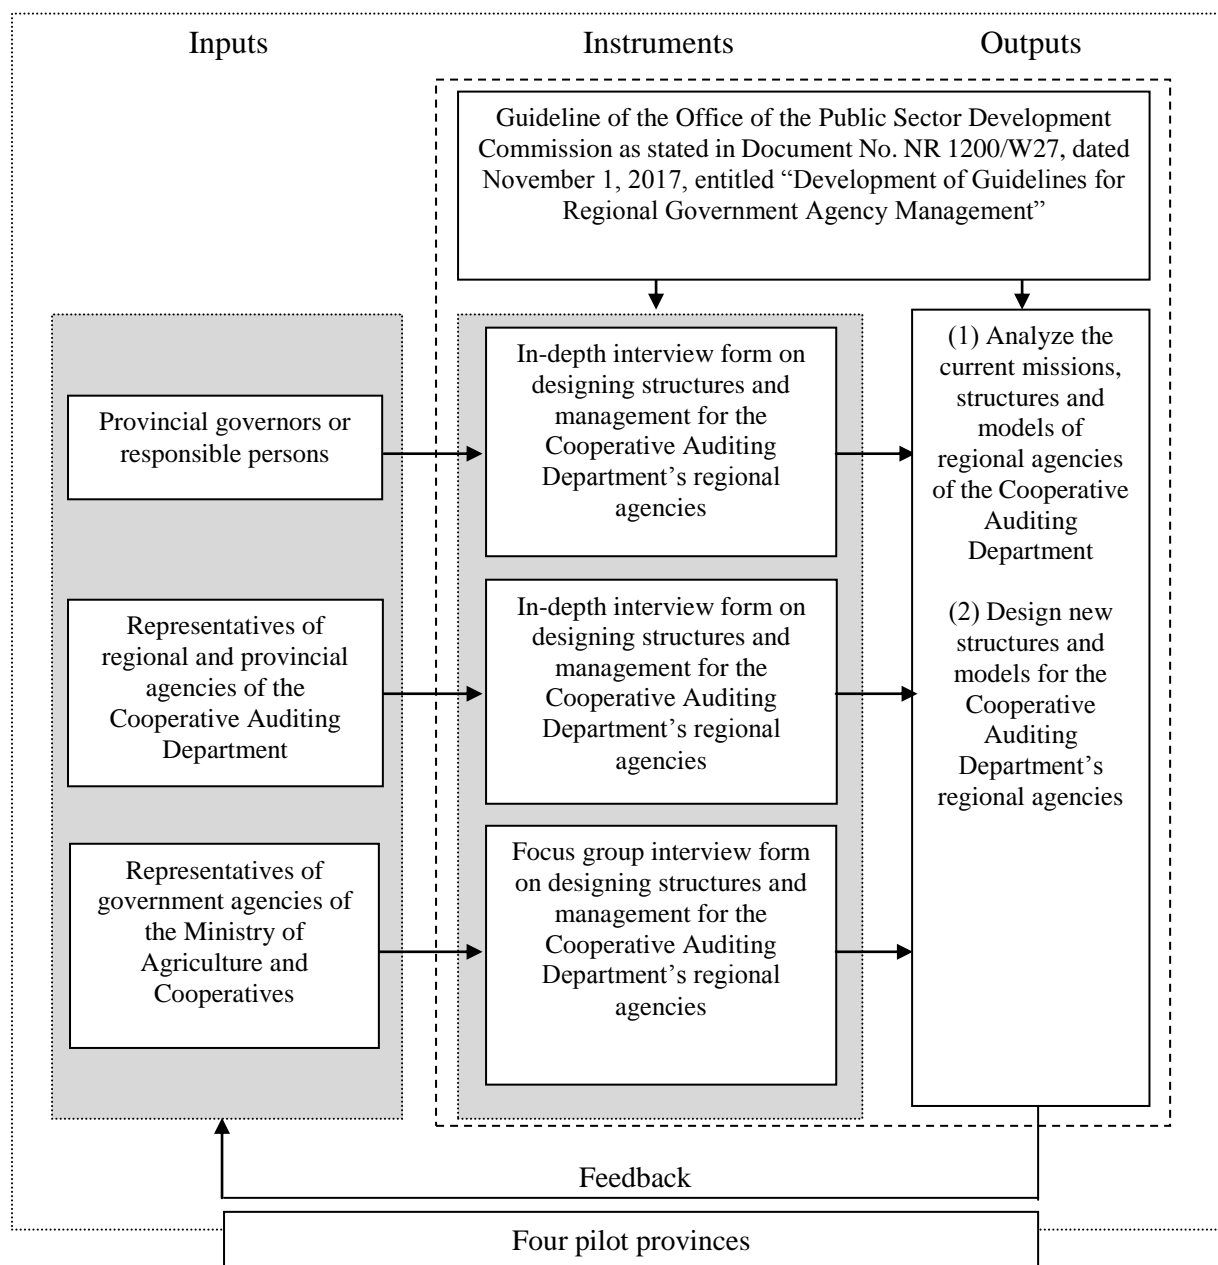 Inputs
Instruments
Outputs
Guideline of the Office of the Public Sector Development
Commission as stated in Document No. NR 1200/W27, dated
November 1, 2017, entitled “Development of Guidelines for
Regional Government Agency Management”
Provincial governors or
responsible persons
In-depth interview form on
designing structures and
management for the
Cooperative Auditing
Department’s regional
agencies
(1) Analyze the
current missions,
structures and
models of
regional agencies
of the Cooperative
Auditing
Department
(2) Design new
structures and
models for the
Cooperative
Auditing
Department’s
regional agencies
Representatives of
regional and provincial
agencies of the
Cooperative Auditing
Department
In-depth interview form on
designing structures and
management for the
Cooperative Auditing
Department’s regional
agencies
Representatives of
government agencies of
the Ministry of
Agriculture and
Cooperatives
Focus group interview form
on designing structures and
management for the
Cooperative Auditing
Department’s regional
agencies
Feedback
Four pilot provinces